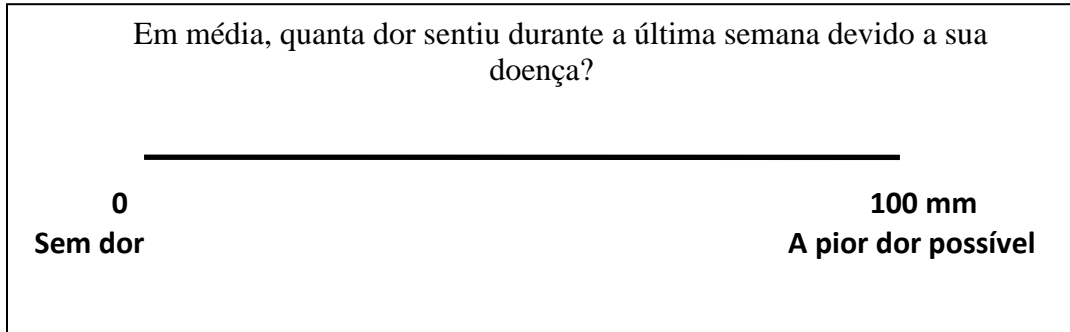 Em média, quanta dor sentiu durante a última semana devido a sua
doença?
0
100 mm
Sem dor
A pior dor possível